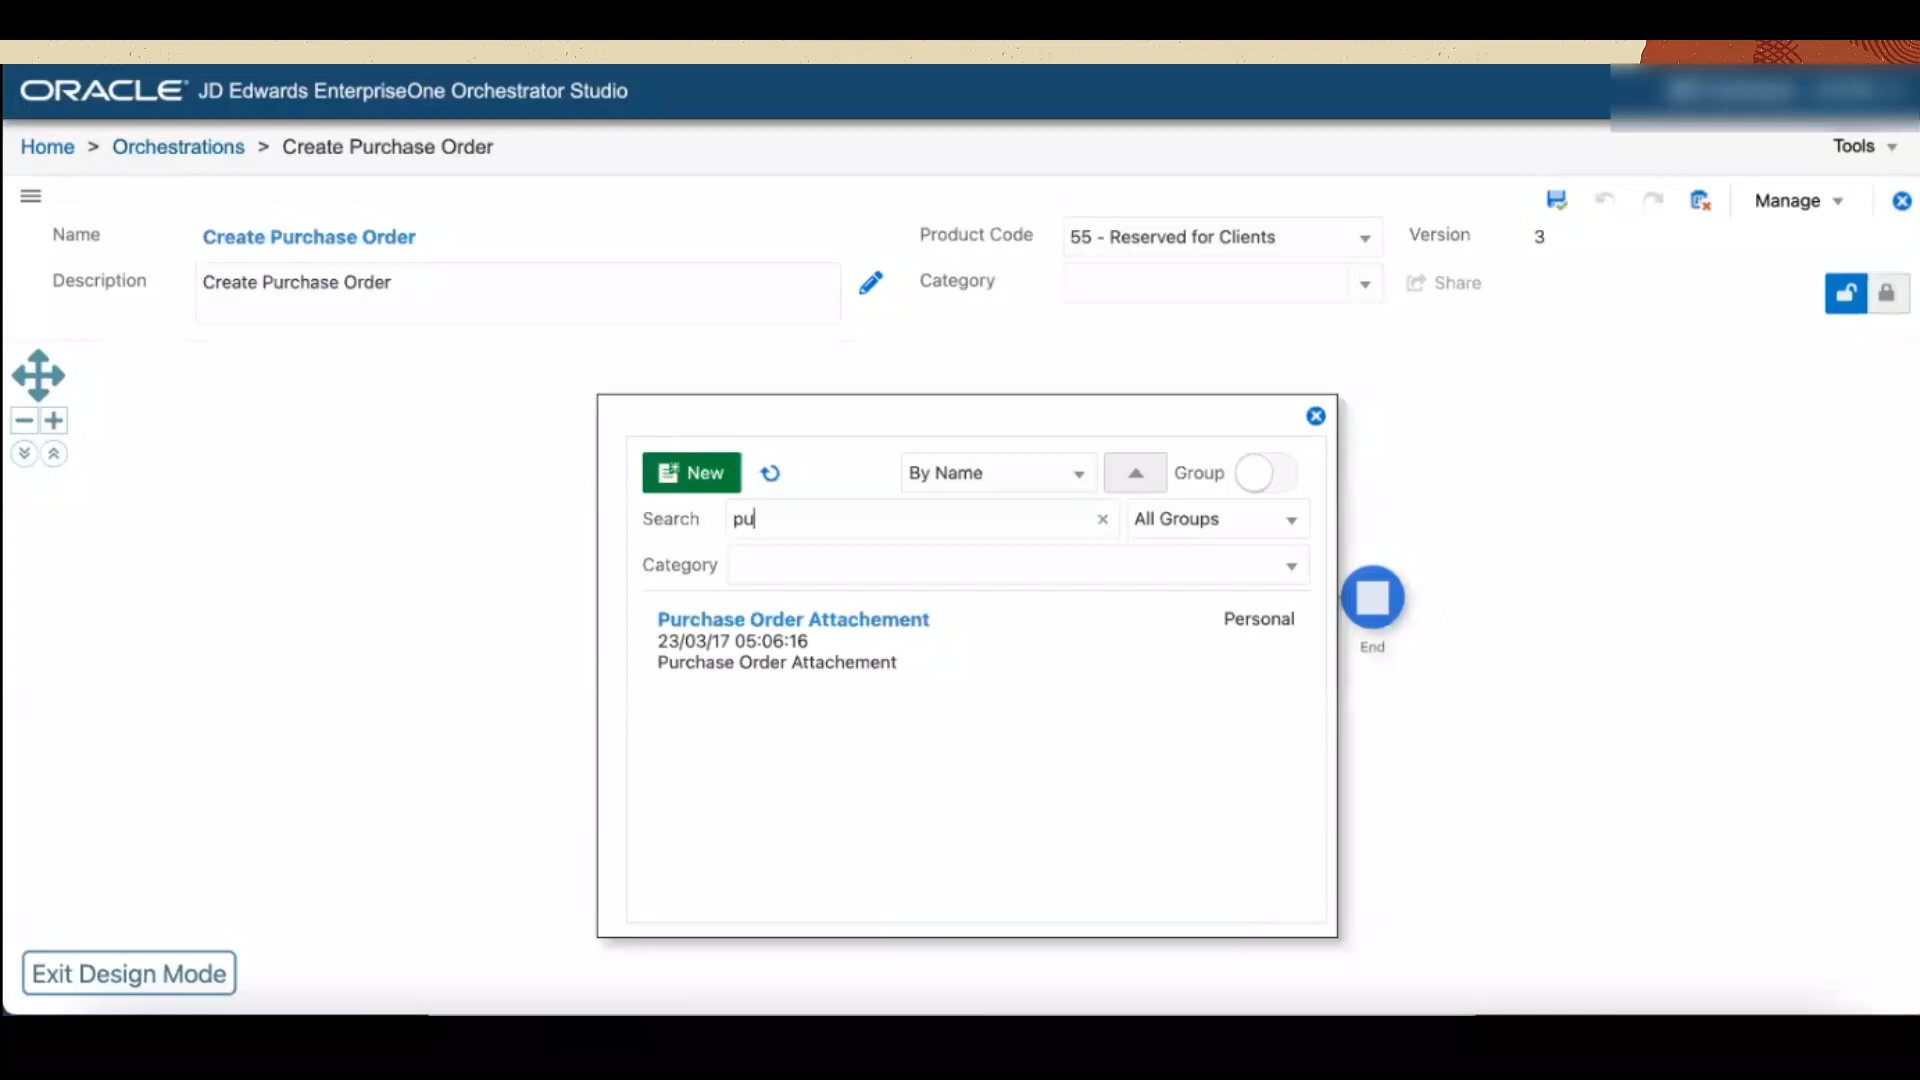 ORACLE JD Edwards EnterpriseOne Orchestrator Studio
Home > Orchestrations > Create Purchase Order
Tools
Manage
Name Create Purchase Order Product Code 55 - Reserved for Clients Version 3
Description Create Purchase Order Category Share
New By Name Group
Search pu All Groups
Category
Purchase Order Attachement Personal
23/03/17 05:06:16
Purchase Order Attachement
End
Exit Design Mode